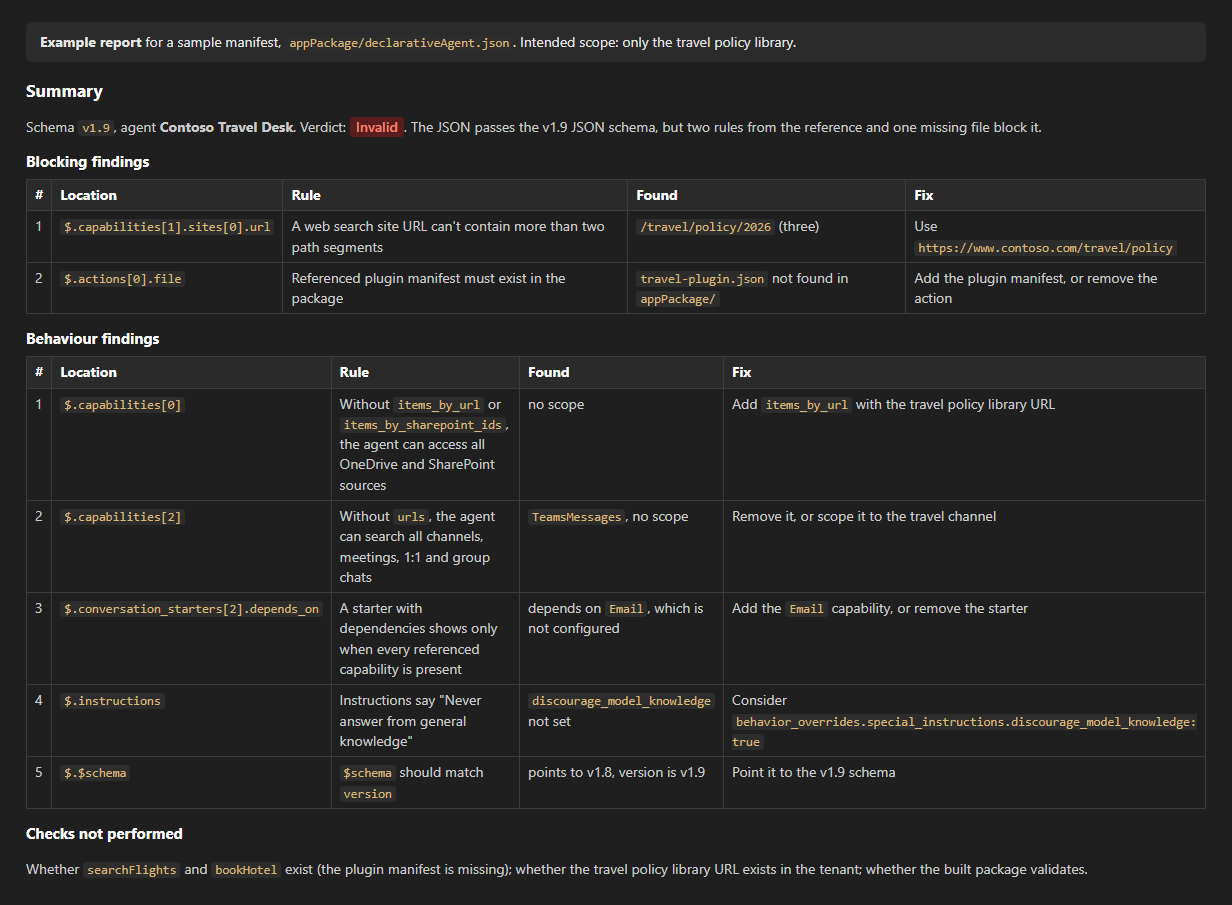 Example report for a sample manifest, appPackage/declarativeAgent.json. Intended scope: only the travel policy library.
Summary
Schema v1.9, agent Contoso Travel Desk. Verdict: Invalid. The JSON passes the v1.9 JSON schema, but two rules from the reference and one missing file block it.
Blocking findings
# Location Rule Found Fix
1 $.capabilities[1].sites[0].url A web search site URL can't contain more than two /travel/policy/2026 (three) Use
path segments https://www.contoso.com/travel/policy
2 $.actions[0].file Referenced plugin manifest must exist in the travel-plugin.json not found in Add the plugin manifest, or remove the
package appPackage/ action
Behaviour findings
# Location Rule Found Fix
1 $.capabilities[0] Without items_by_url or no scope Add items_by_url with the travel policy library URL
items_by_sharepoint_ids,
the agent can access all
OneDrive and SharePoint
sources
2 $.capabilities[2] Without urls, the agent TeamsMessages, no scope Remove it, or scope it to the travel channel
can search all channels,
meetings, 1:1 and group
chats
3 $.conversation_starters[2].depends_on A starter with depends on Email, which is Add the Email capability, or remove the starter
dependencies shows only not configured
when every referenced
capability is present
4 $.instructions Instructions say "Never discourage_model_knowledge Consider
answer from general not set behavior_overrides.special_instructions.discourage_model_knowledge:
knowledge" true
5 $.$schema $schema should match points to v1.8, version is v1.9 Point it to the v1.9 schema
version
Checks not performed
Whether searchFlights and bookHotel exist (the plugin manifest is missing); whether the travel policy library URL exists in the tenant; whether the built package validates.